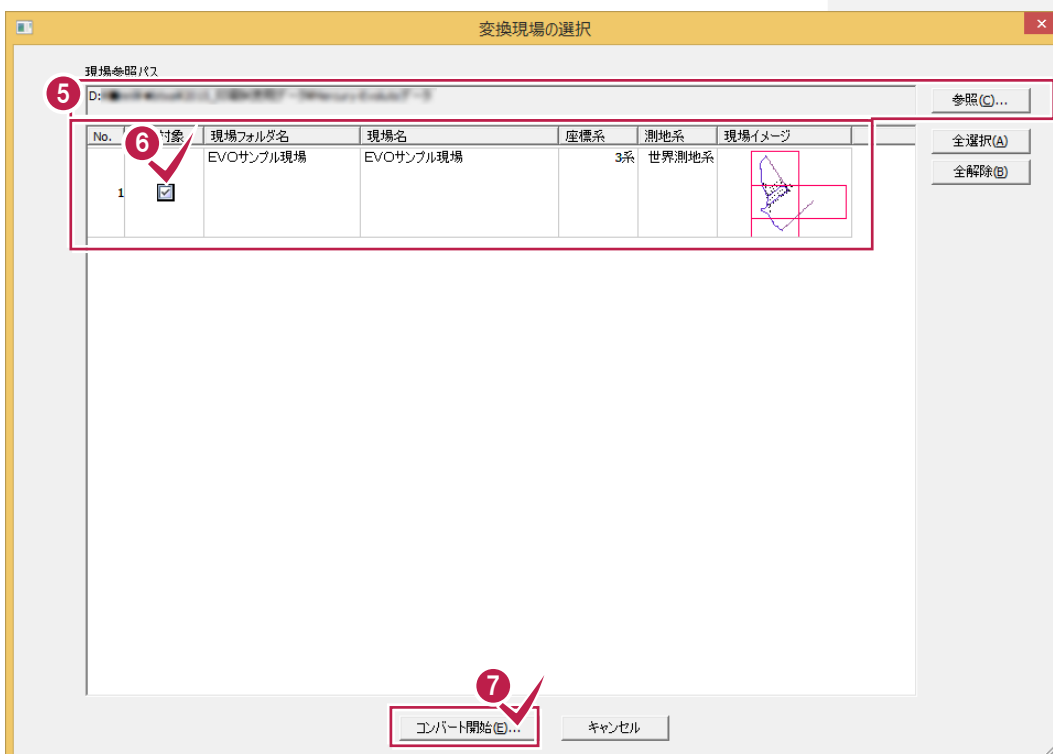 変換現場の選択
現場参照パス
5
D:
参照(C)...
No. 対象 現場フォルダ名 現場名 座標系 測地系 現場イメージ
6
全選択(A)
1 EVOサンプル現場 EVOサンプル現場 3系 世界測地系
全解除(B)
7
コンバート開始(E)... キャンセル